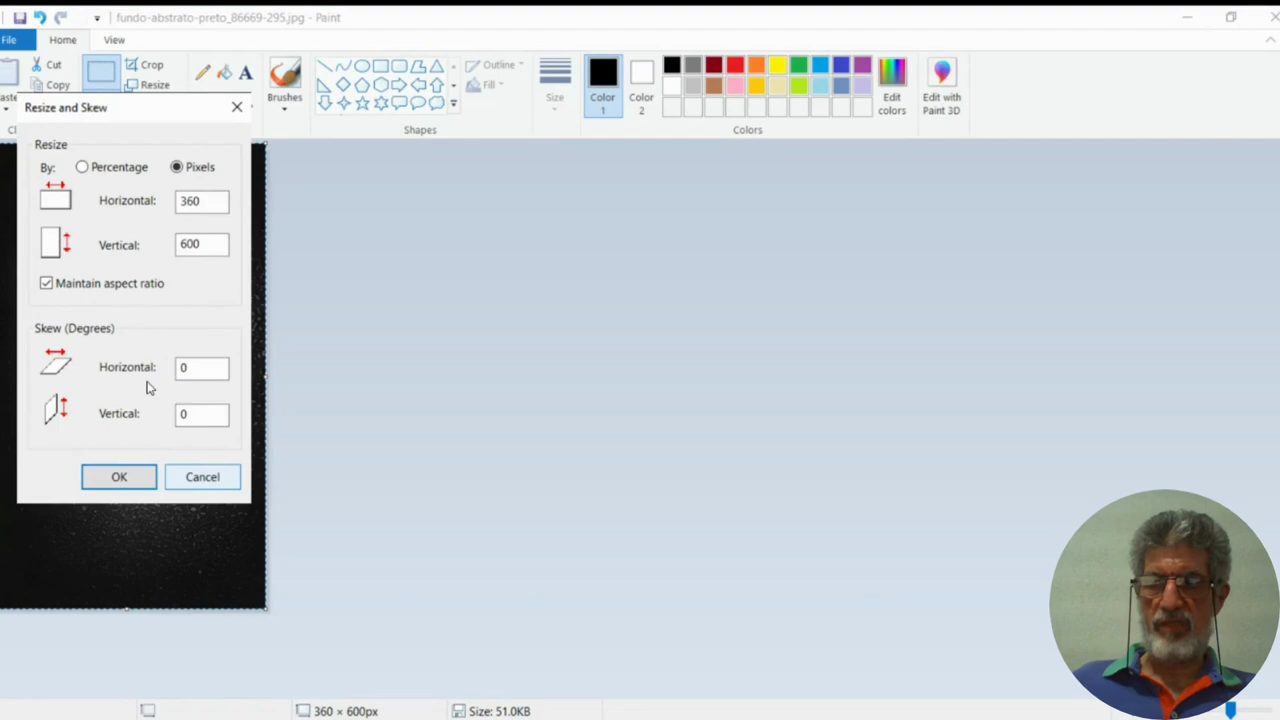 fundo-abstrato-preto_86669-295.jpg - Paint
File
Home
View
Cut
Copy
Crop
Resize
Brushes
Outline
Fill
Shapes
Size
Color
1
Color
2
Edit
colors
Edit with
Paint 3D
Colors
Resize and Skew
Resize
By:
Percentage
Pixels
Horizontal:
360
Vertical:
600
Maintain aspect ratio
Skew (Degrees)
Horizontal:
0
Vertical:
0
OK
Cancel
360 × 600px
Size: 51.0KB